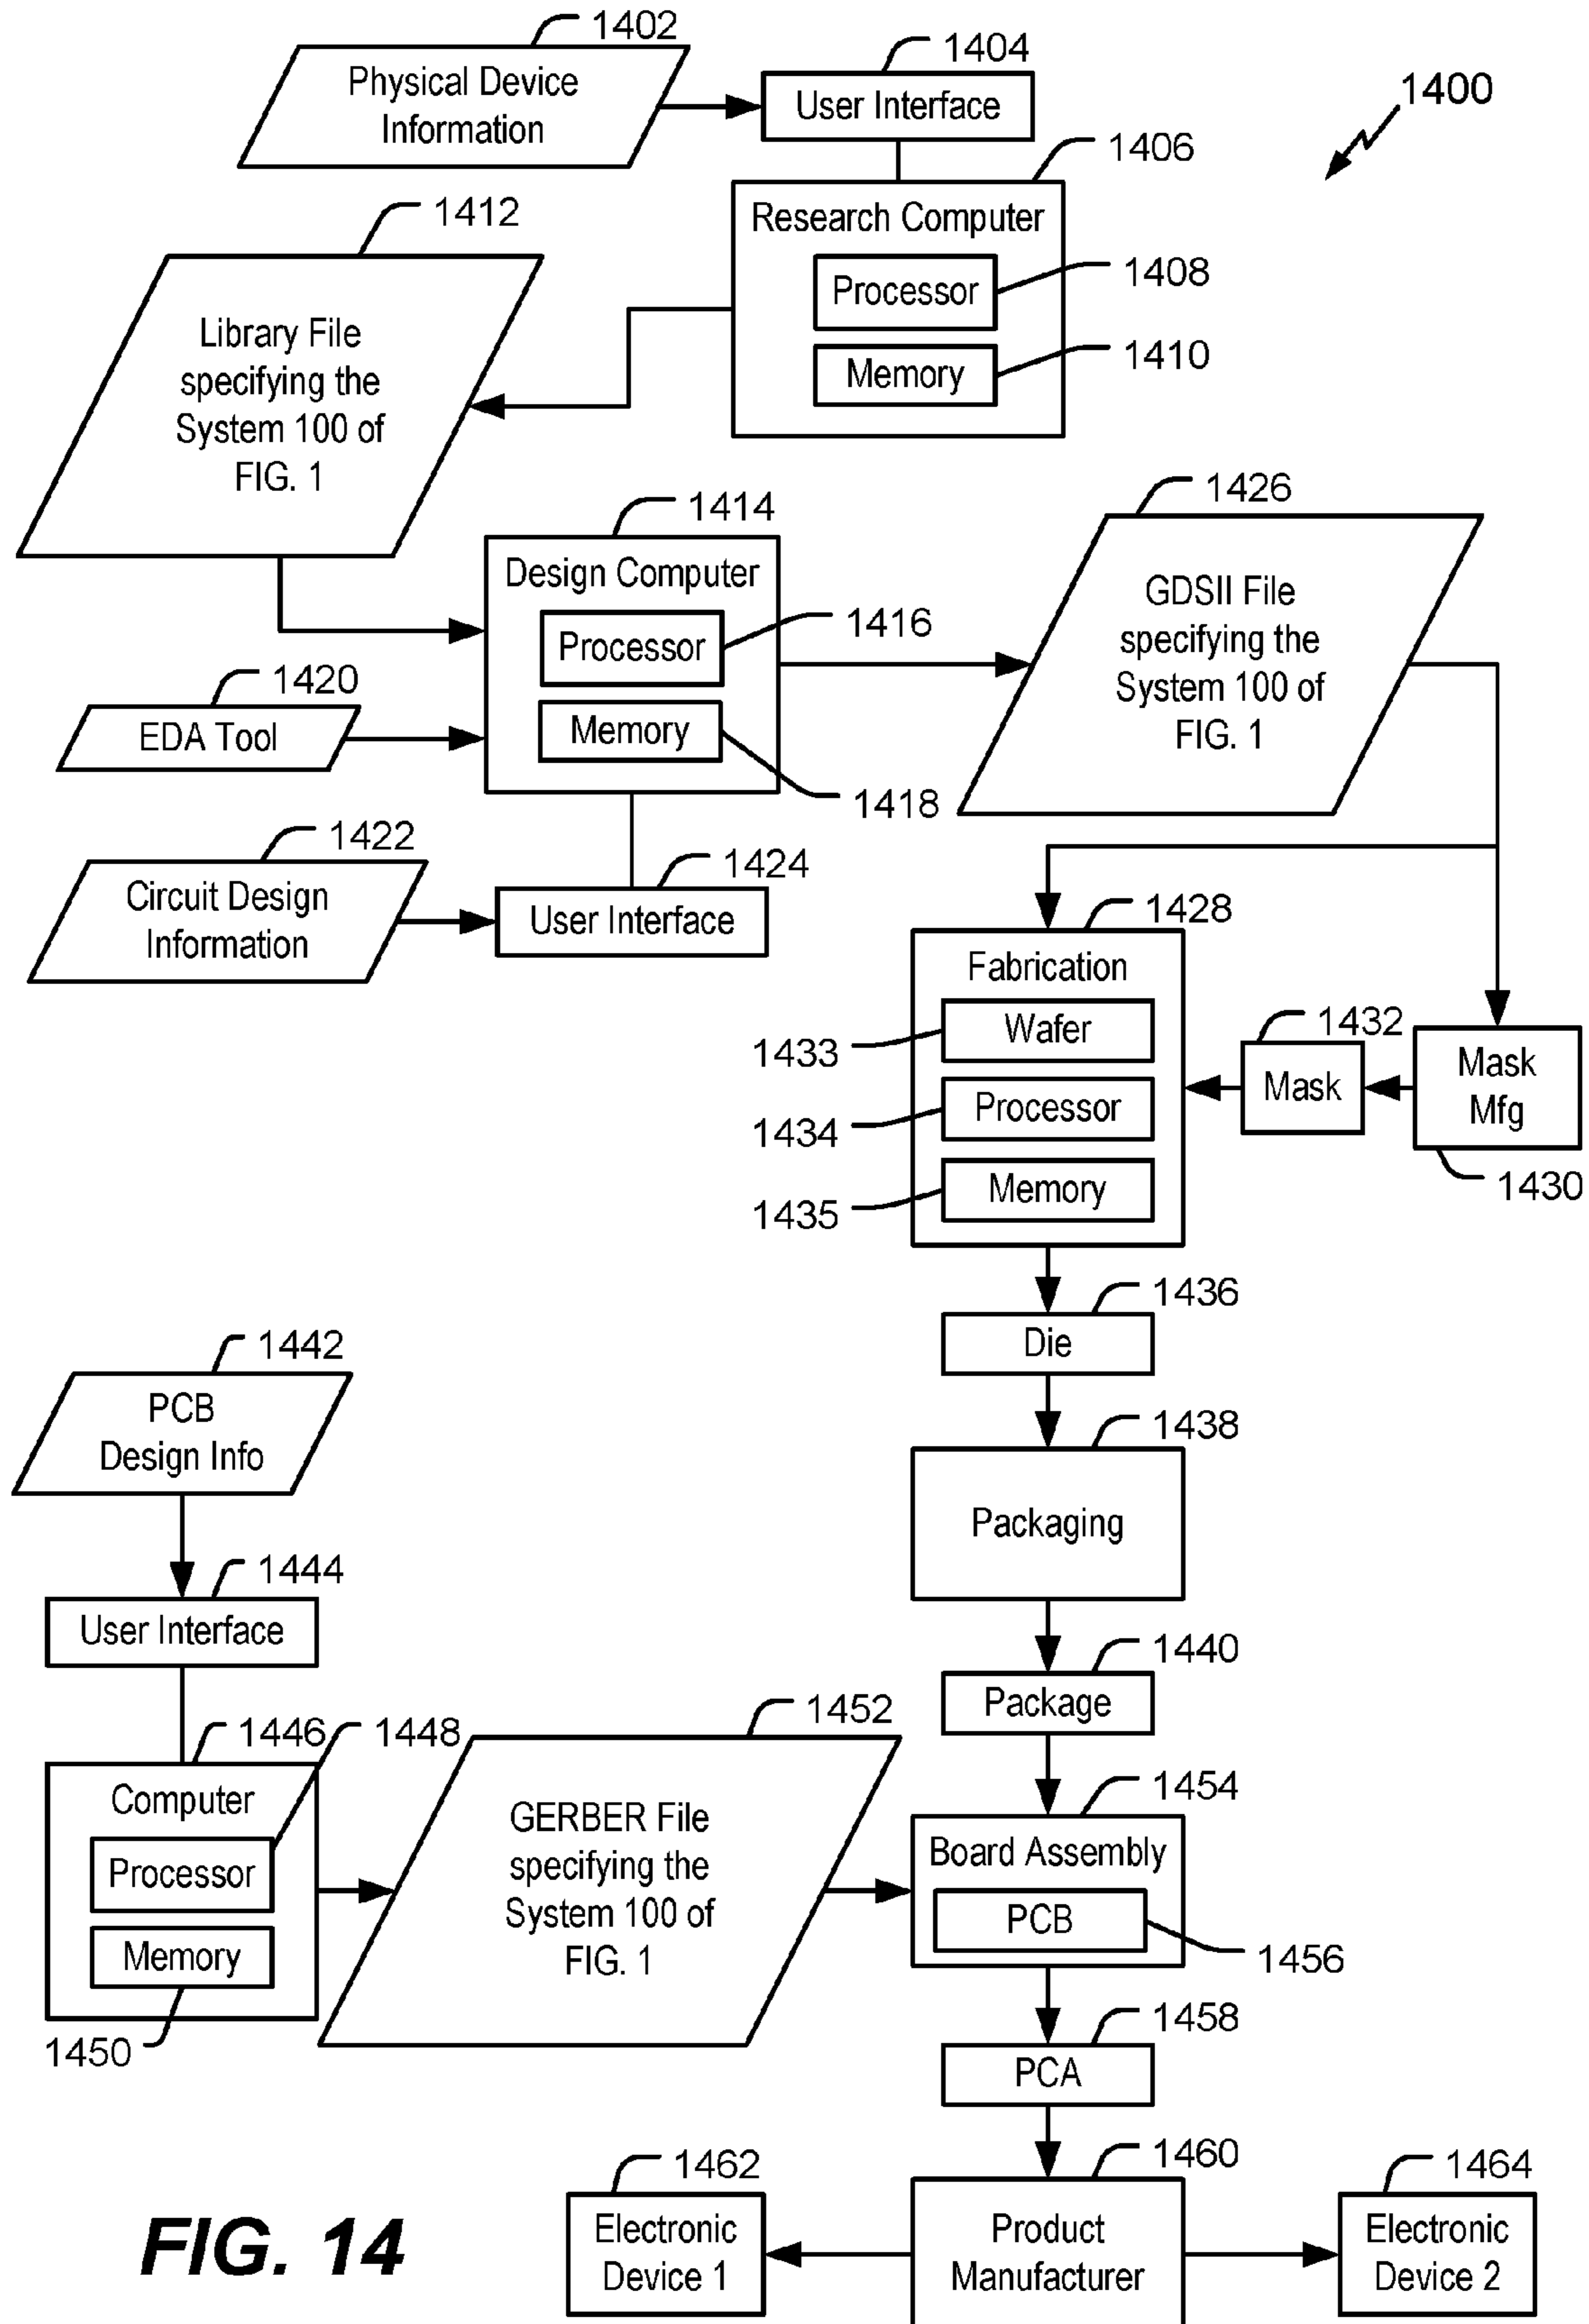 1402
Physical Device
Information
1404
User Interface
1400
1406
Research Computer
Processor
1408
Memory
1410
1412
Library File
specifying the
System 100 of
FIG. 1
1414
Design Computer
Processor
1416
Memory
1418
1420
EDA Tool
1422
Circuit Design
Information
1424
User Interface
1426
GDSII File
specifying the
System 100 of
FIG. 1
1428
Fabrication
Wafer
1433
Processor
1434
Memory
1435
1432
Mask
Mask
Mfg
1430
1436
Die
1438
Packaging
1440
Package
1442
PCB
Design Info
1444
User Interface
1446
1448
Computer
Processor
Memory
1450
1452
GERBER File
specifying the
System 100 of
FIG. 1
1454
Board Assembly
PCB
1456
1458
PCA
1460
Product
Manufacturer
1462
Electronic
Device 1
1464
Electronic
Device 2
FIG. 14